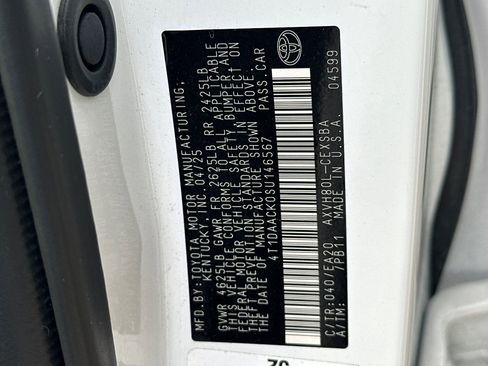 MFD.BY: TOYOTA MOTOR MANUFACTURING,
KENTUCKY, INC. 04/25
GVWR 4625LB GAWR FR 2625LB RR 2425LB
THIS VEHICLE CONFORMS TO ALL APPLICABLE
FEDERAL MOTOR VEHICLE SAFETY, BUMPER AND
THEFT PREVENTION STANDARDS IN EFFECT ON
THE DATE OF MANUFACTURE SHOWN ABOVE.
4T1DAACK0SU146567 PASS.CAR
C/TR:040/EA20 AXVH80L-CEXSBA
A/TM: /PB11 MADE IN U.S.A.
04599